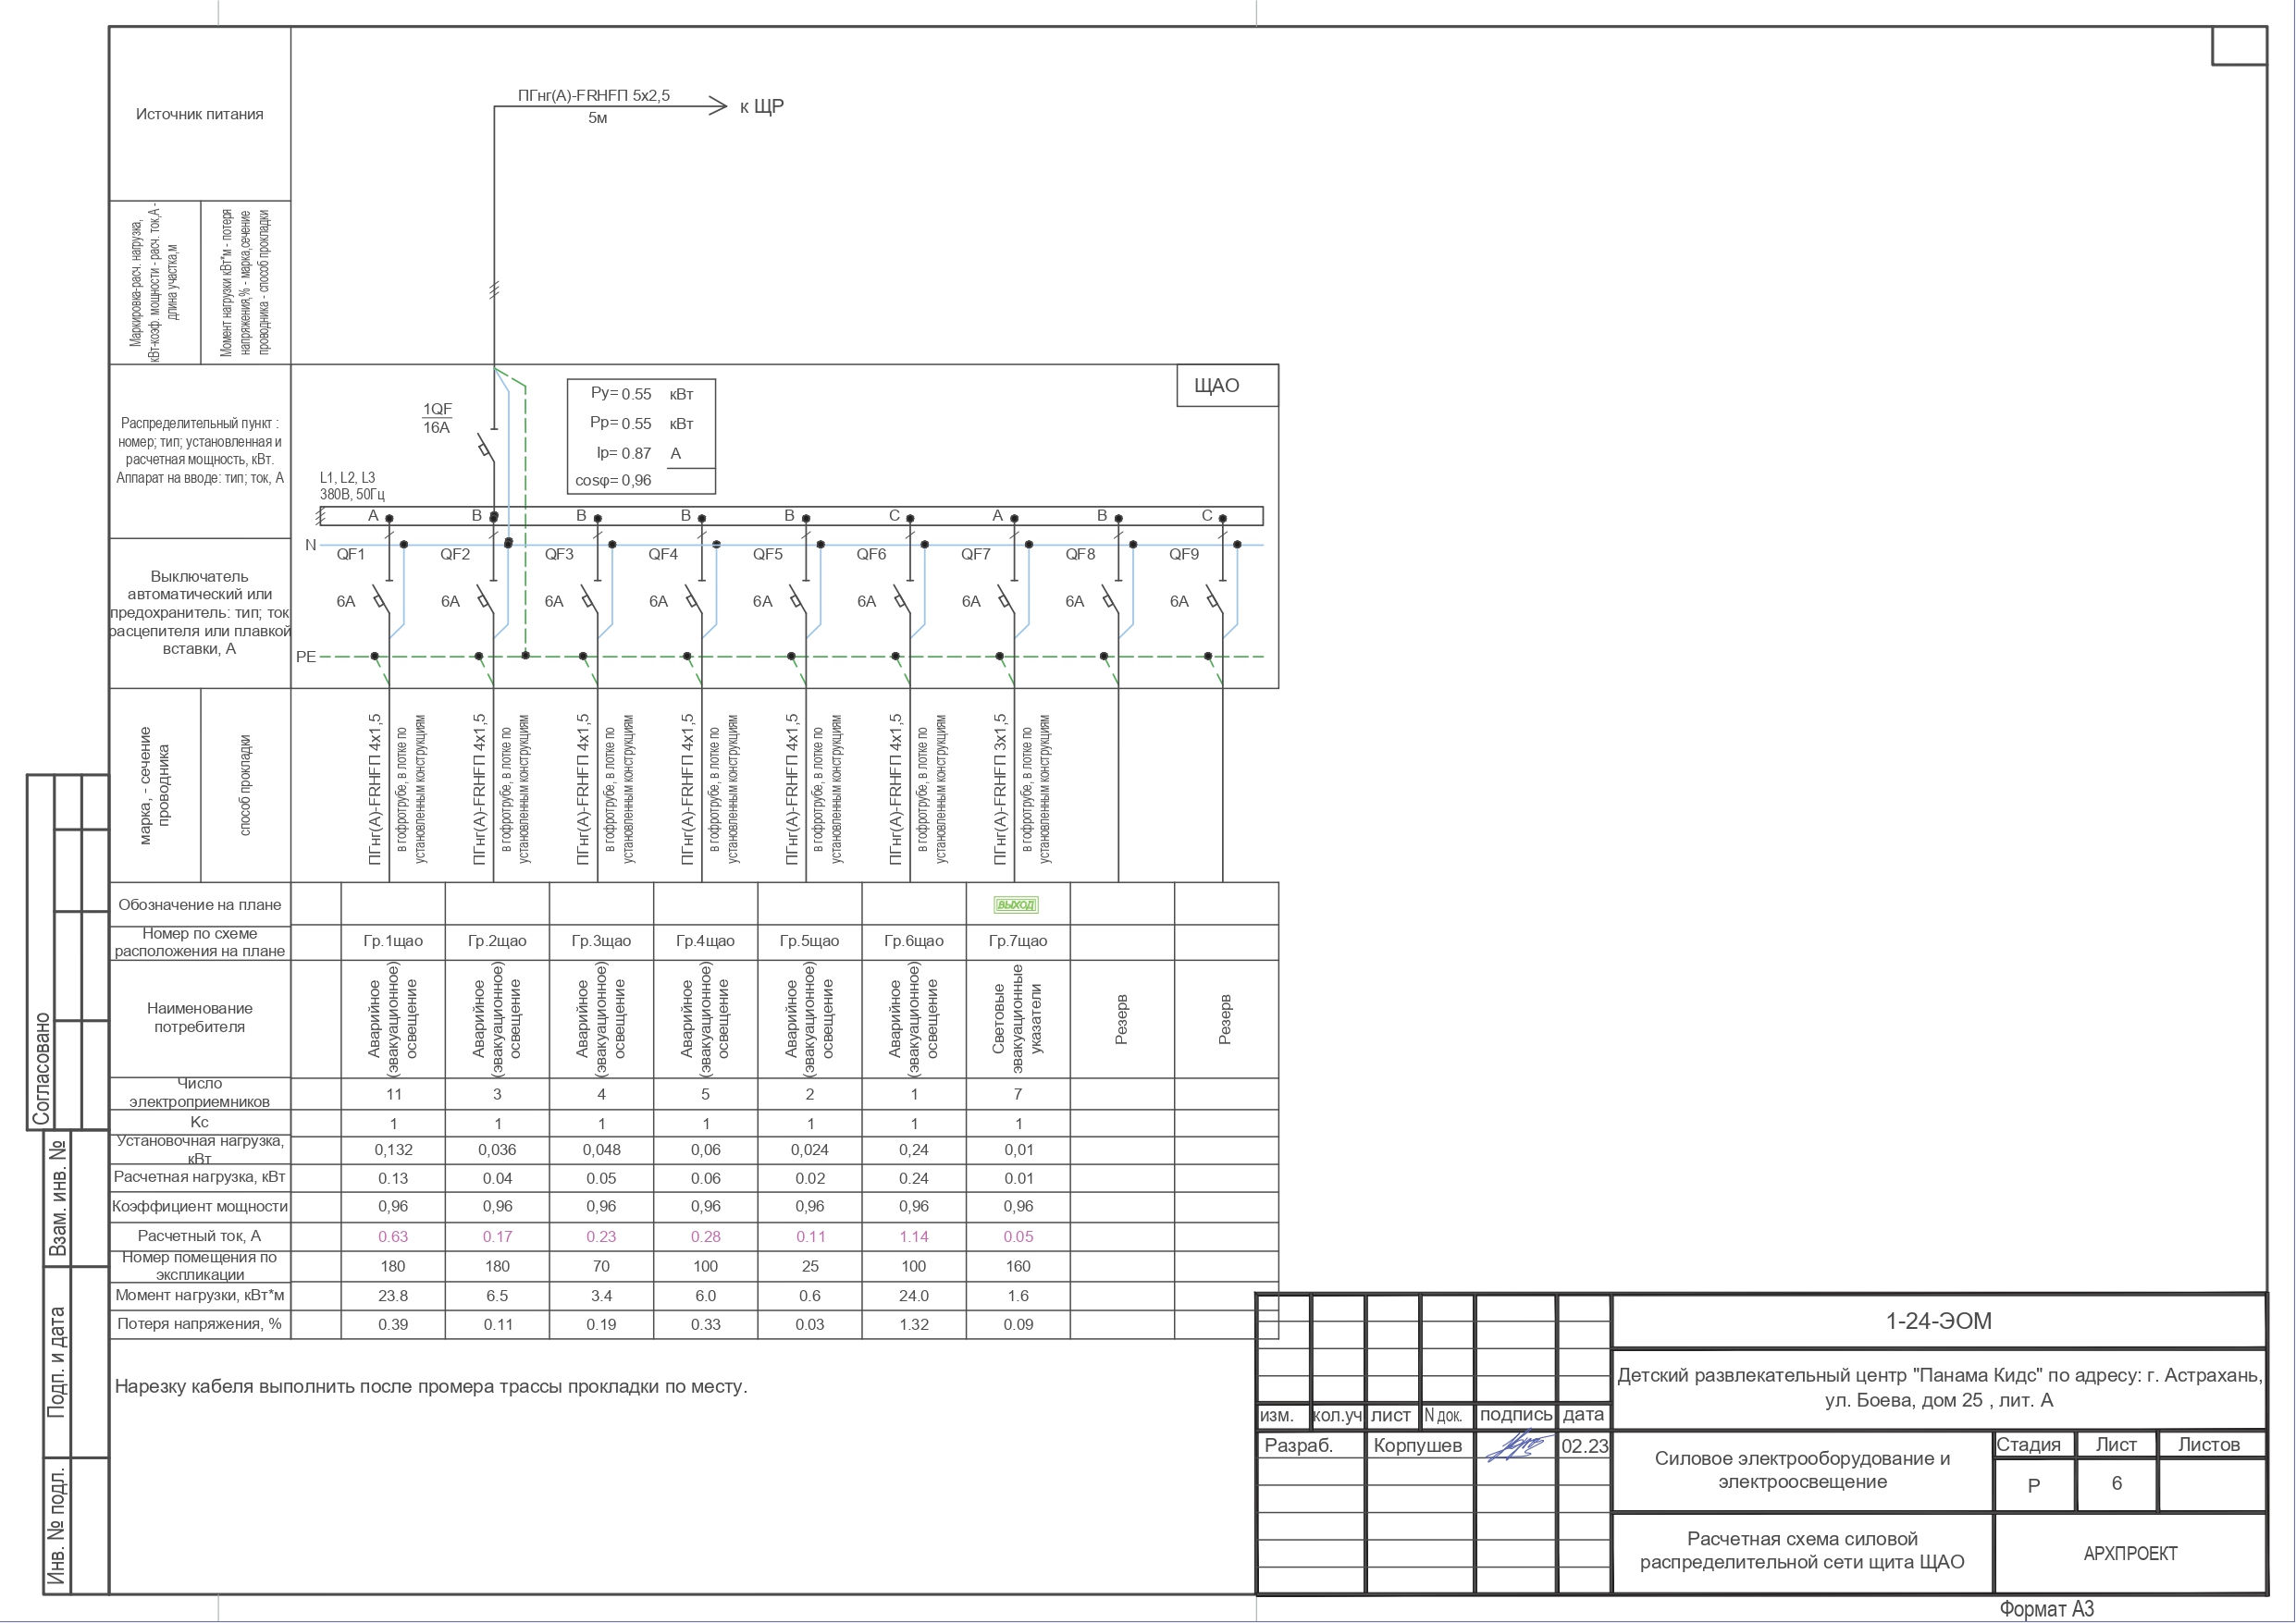 Источник питания
ПГнг(А)-FRHFП 5х2,5
5м
к ЩР
Маркировка-расч. нагрузка,
кВт-коэф. мощности - расч. ток,А -
длина участка,м
Момент нагрузки кВт*м - потеря
напряжения,% - марка,сечение
проводника - способ прокладки
Распределительный пункт :
номер; тип; установленная и
расчетная мощность, кВт.
Аппарат на вводе: тип; ток, А
1QF
16А
Ру= 0.55 кВт
Рр= 0.55 кВт
Iр= 0.87 А
cosφ= 0,96
ЩАО
L1, L2, L3
380В, 50Гц
A B B B B C A B C
N
QF1 QF2 QF3 QF4 QF5 QF6 QF7 QF8 QF9
Выключатель
автоматический или
предохранитель: тип; ток
расцепителя или плавкой
вставки, А
6А 6А 6А 6А 6А 6А 6А 6А 6А
PE
марка, - сечение
проводника
способ прокладки
ПГнг(А)-FRHFП 4х1,5
в гофротрубе, в лотке по
установленным конструкциям
ПГнг(А)-FRHFП 4х1,5
в гофротрубе, в лотке по
установленным конструкциям
ПГнг(А)-FRHFП 4х1,5
в гофротрубе, в лотке по
установленным конструкциям
ПГнг(А)-FRHFП 4х1,5
в гофротрубе, в лотке по
установленным конструкциям
ПГнг(А)-FRHFП 4х1,5
в гофротрубе, в лотке по
установленным конструкциям
ПГнг(А)-FRHFП 4х1,5
в гофротрубе, в лотке по
установленным конструкциям
ПГнг(А)-FRHFП 3х1,5
в гофротрубе, в лотке по
установленным конструкциям
Обозначение на плане
ВЫХОД
Номер по схеме
расположения на плане
Гр.1щао Гр.2щао Гр.3щао Гр.4щао Гр.5щао Гр.6щао Гр.7щао
Наименование
потребителя
Аварийное
(эвакуационное)
освещение
Аварийное
(эвакуационное)
освещение
Аварийное
(эвакуационное)
освещение
Аварийное
(эвакуационное)
освещение
Аварийное
(эвакуационное)
освещение
Аварийное
(эвакуационное)
освещение
Световые
эвакуационные
указатели
Резерв
Резерв
Число
электроприемников
11 3 4 5 2 1 7
Кс 1 1 1 1 1 1 1
Установочная нагрузка,
кВт
0,132 0,036 0,048 0,06 0,024 0,24 0,01
Расчетная нагрузка, кВт 0.13 0.04 0.05 0.06 0.02 0.24 0.01
Коэффициент мощности 0,96 0,96 0,96 0,96 0,96 0,96 0,96
Расчетный ток, А 0.63 0.17 0.23 0.28 0.11 1.14 0.05
Номер помещения по
экспликации
180 180 70 100 25 100 160
Момент нагрузки, кВт*м 23.8 6.5 3.4 6.0 0.6 24.0 1.6
Потеря напряжения, % 0.39 0.11 0.19 0.33 0.03 1.32 0.09
Нарезку кабеля выполнить после промера трассы прокладки по месту.
Согласовано
Взам. инв. №
Подп. и дата
Инв. № подл.
1-24-ЭОМ
Детский развлекательный центр "Панама Кидс" по адресу: г. Астрахань,
ул. Боева, дом 25 , лит. А
изм. кол.уч лист N док. подпись дата
Разраб. Корпушев 02.23
Силовое электрооборудование и
электроосвещение
Стадия Лист Листов
Р 6
Расчетная схема силовой
распределительной сети щита ЩАО
АРХПРОЕКТ
Формат А3